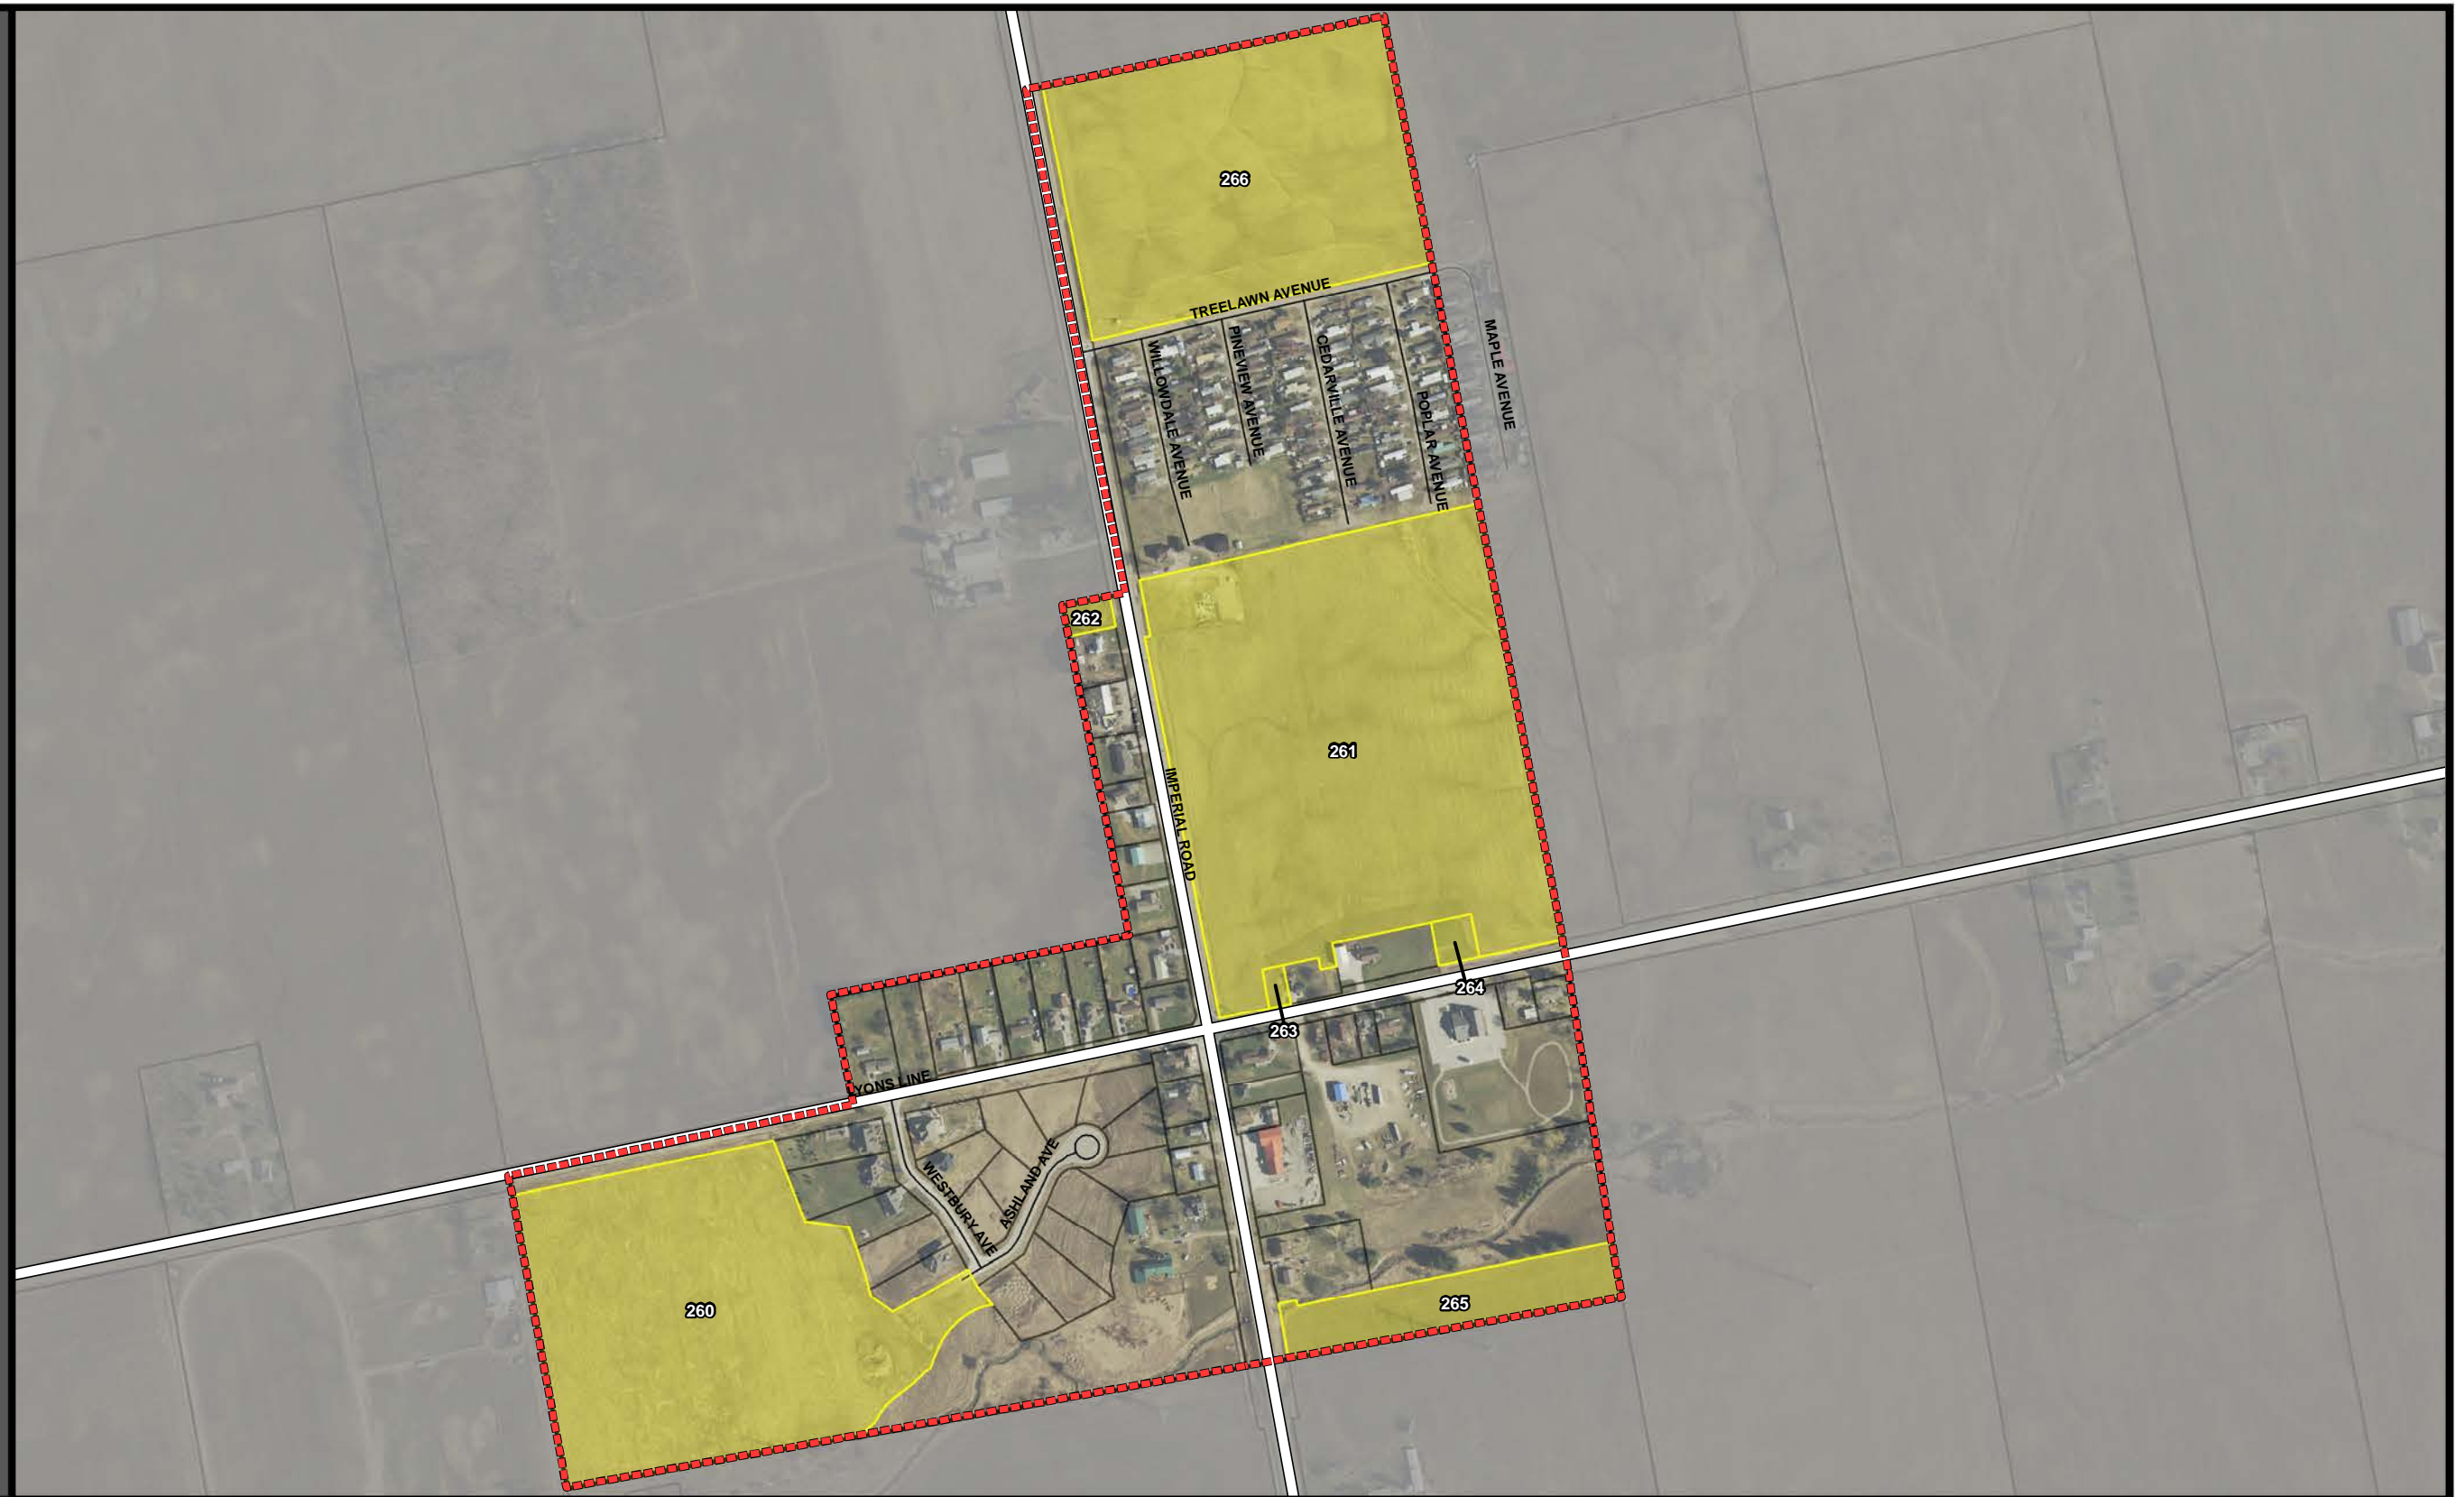 266
TREELAWN AVENUE
WILLOWDALE AVENUE
PINEVIEW AVENUE
CEDARVILLE AVENUE
POPLAR AVENUE
MAPLE AVENUE
262
261
IMPERIAL ROAD
264
263
YONS LINE
WESTBURY AVE
ASHLAND AVE
260
265